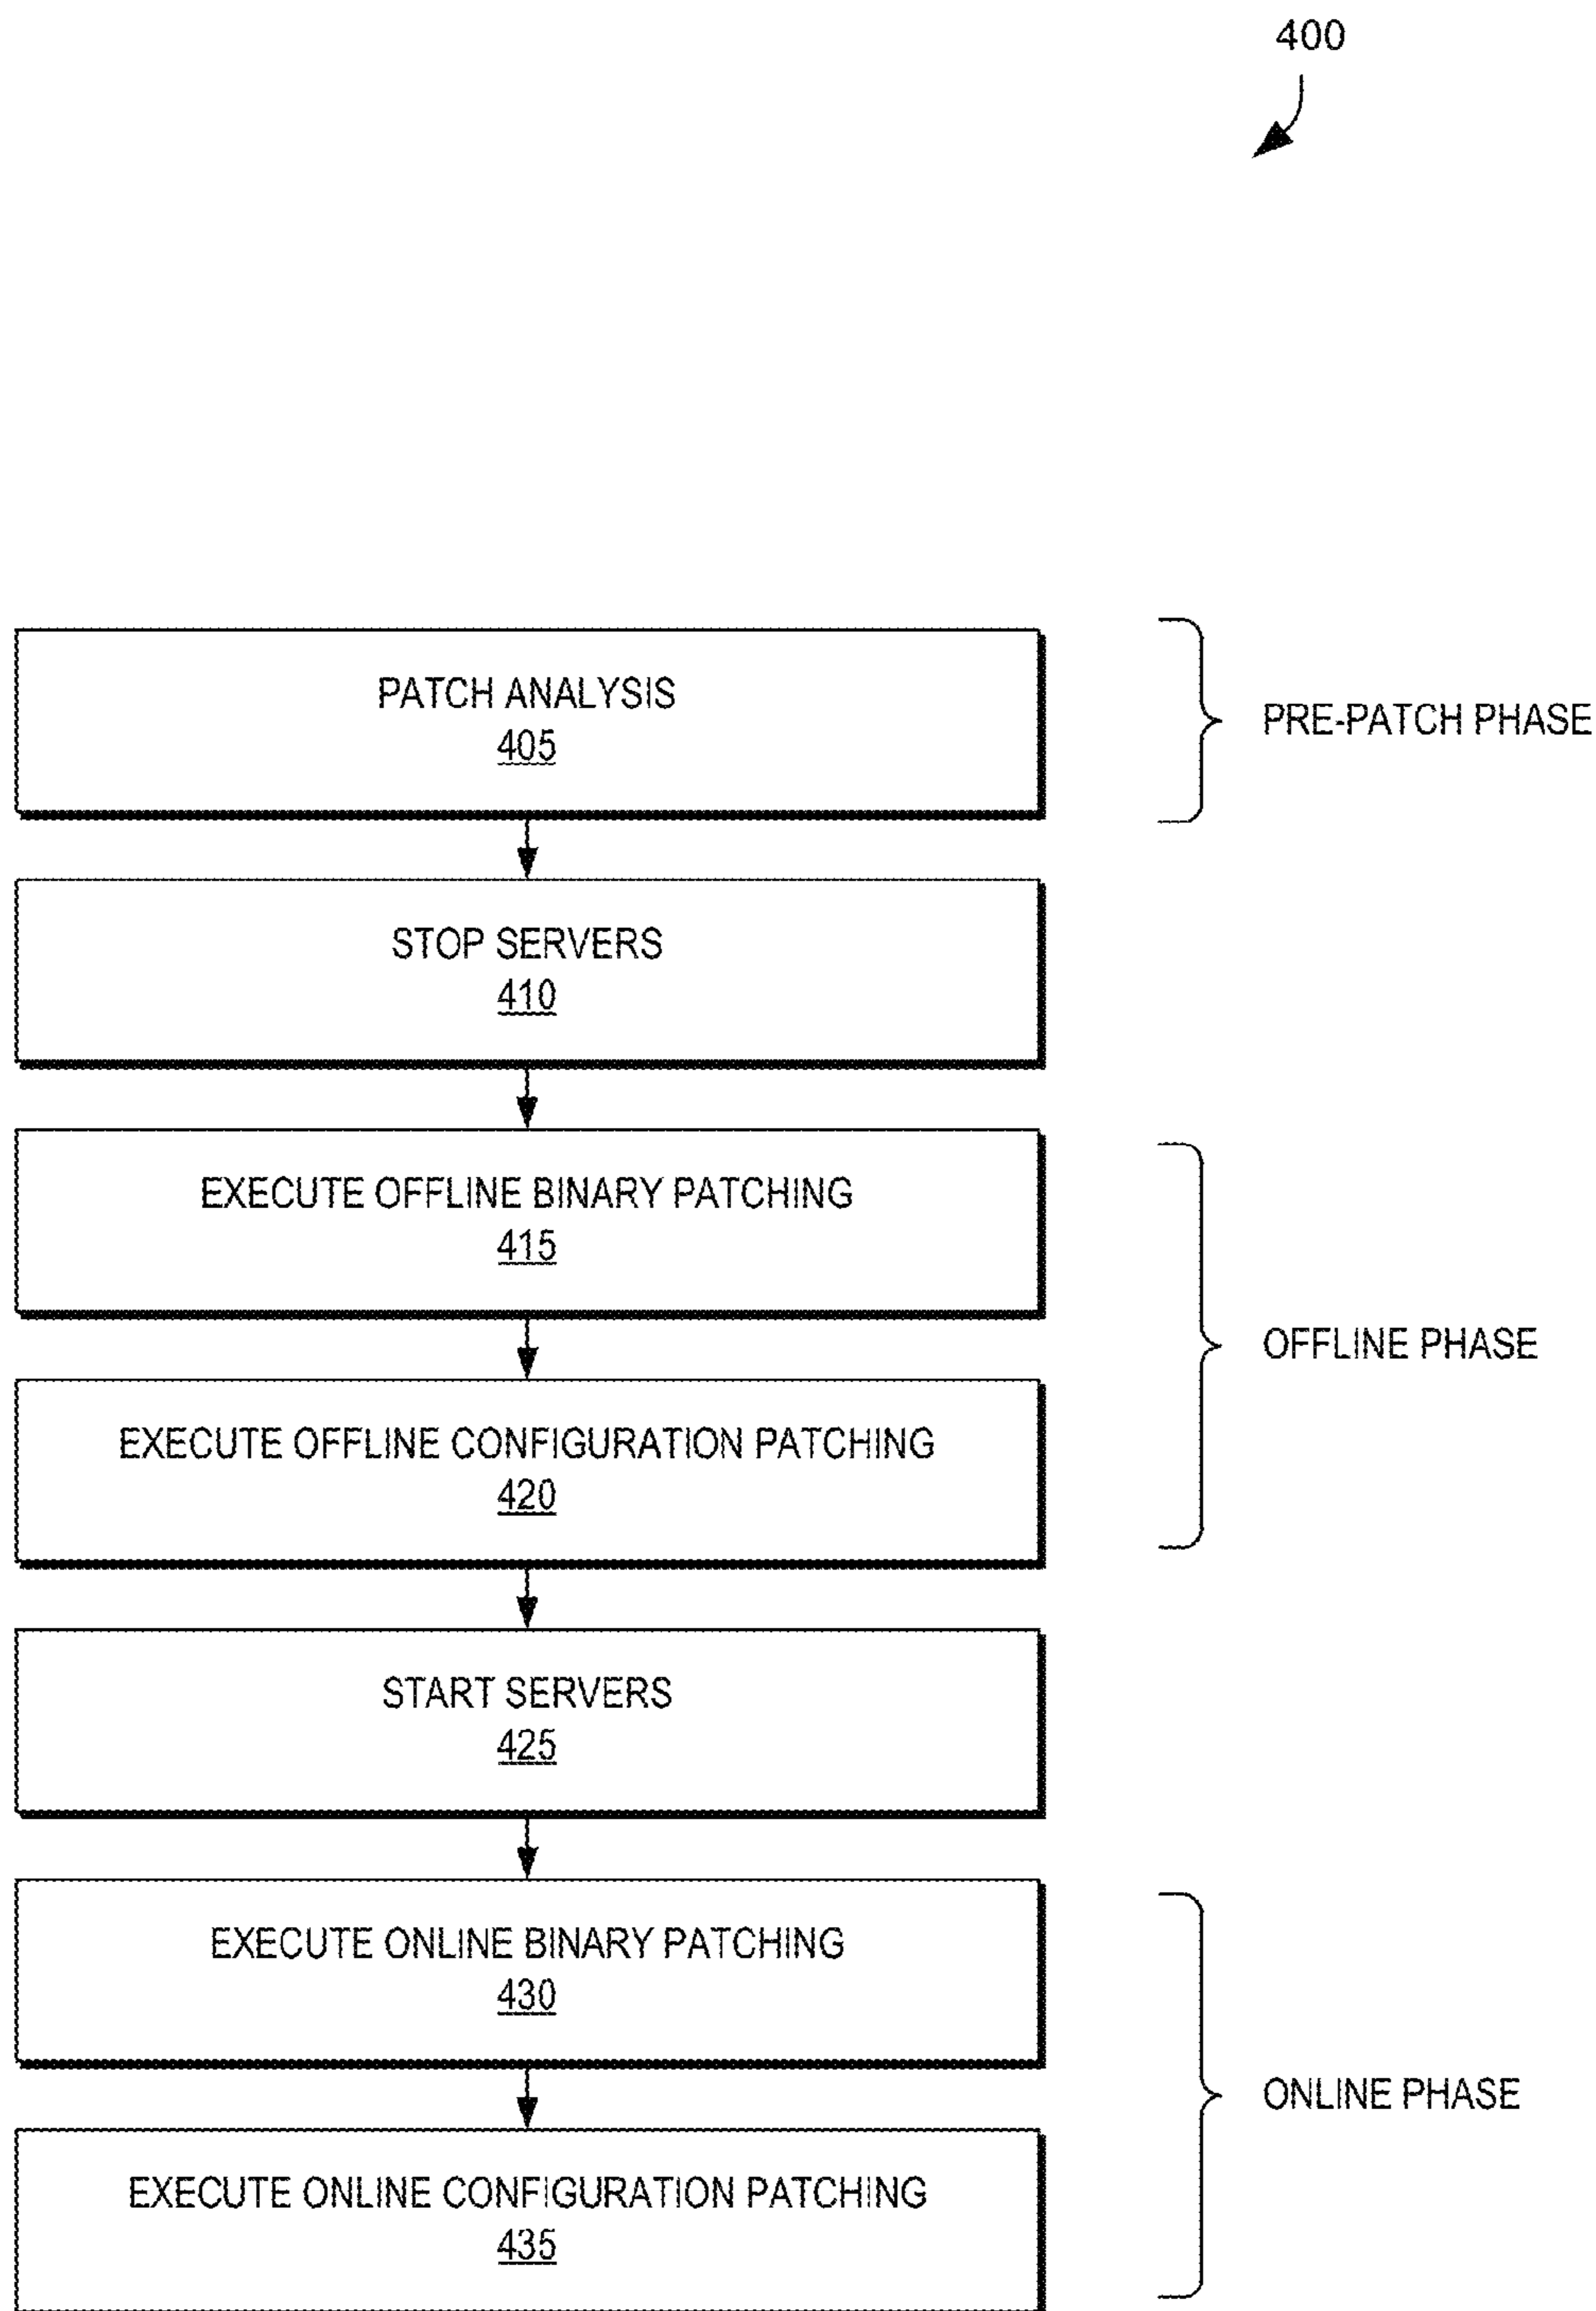 400
PATCH ANALYSIS
405
PRE-PATCH PHASE
STOP SERVERS
410
EXECUTE OFFLINE BINARY PATCHING
415
OFFLINE PHASE
EXECUTE OFFLINE CONFIGURATION PATCHING
420
START SERVERS
425
EXECUTE ONLINE BINARY PATCHING
430
ONLINE PHASE
EXECUTE ONLINE CONFIGURATION PATCHING
435